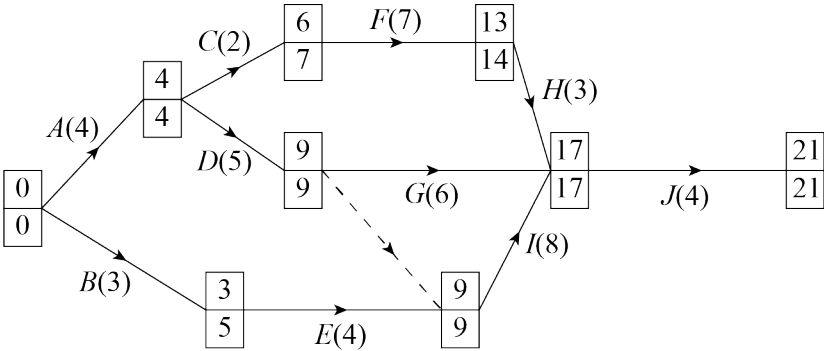 6
7
C(2)
F(7)
13
14
4
4
A(4)
H(3)
D(5)
9
9
G(6)
17
17
J(4)
21
21
0
0
B(3)
I(8)
3
5
E(4)
9
9